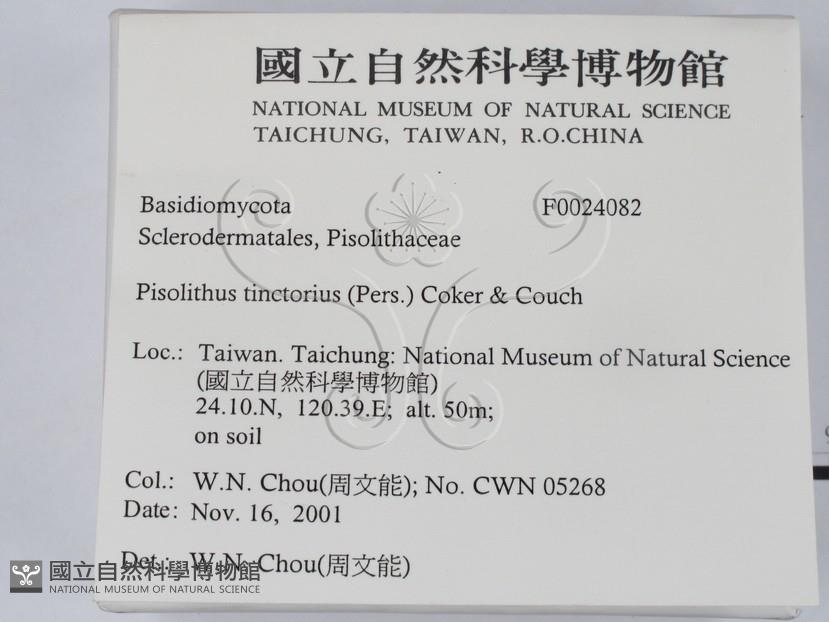 國立自然科學博物館
NATIONAL MUSEUM OF NATURAL SCIENCE
TAICHUNG, TAIWAN, R.O.CHINA
Basidiomycota F0024082
Sclerodermatales, Pisolithaceae
Pisolithus tinctorius (Pers.) Coker & Couch
Loc.: Taiwan. Taichung: National Museum of Natural Science
(國立自然科學博物館)
24.10.N, 120.39.E; alt. 50m;
on soil
Col.: W.N. Chou(周文能); No. CWN 05268
Date: Nov. 16, 2001
Det.: W.N. Chou(周文能)
國立自然科學博物館
NATIONAL MUSEUM OF NATURAL SCIENCE